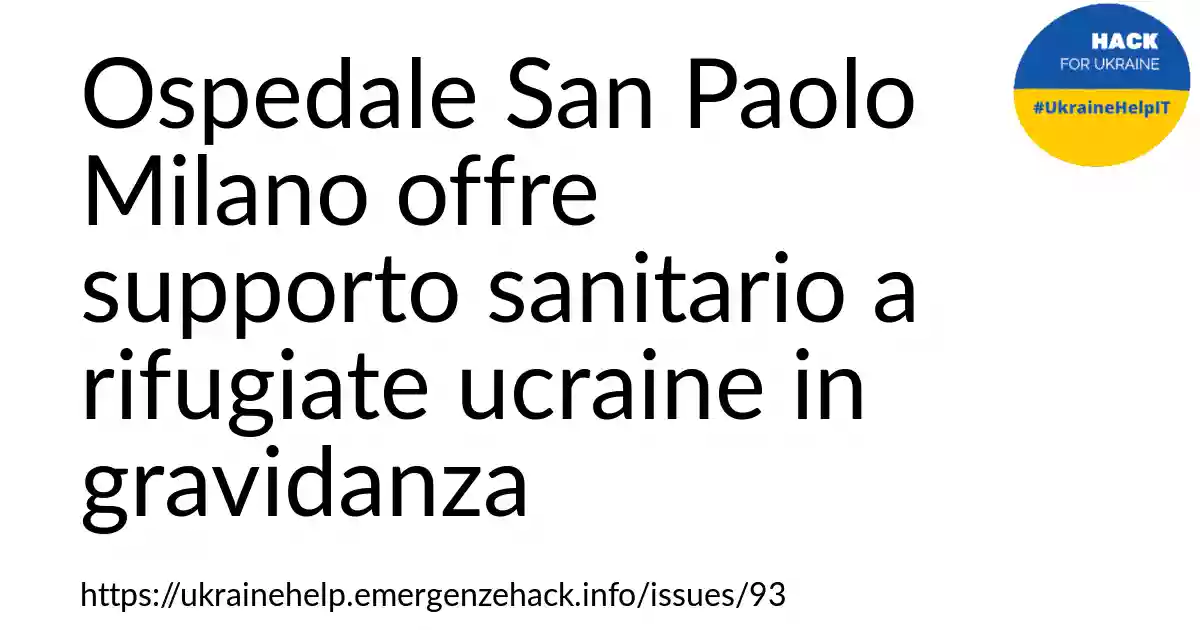 HACK
FOR UKRAINE
#UkraineHelpIT
Ospedale San Paolo
Milano offre
supporto sanitario a
rifugiate ucraine in
gravidanza
https://ukrainehelp.emergenzehack.info/issues/93